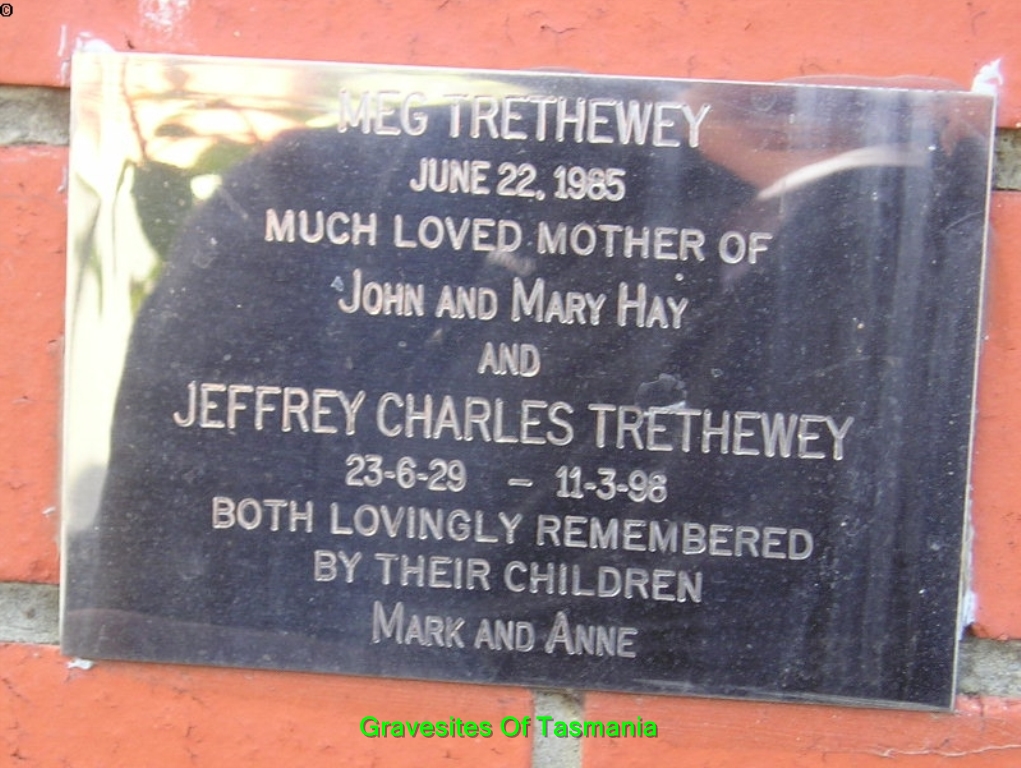 ©
MEG TRETHEWEY
JUNE 22, 1985
MUCH LOVED MOTHER OF
JOHN AND MARY HAY
AND
JEFFREY CHARLES TRETHEWEY
23-6-29 – 11-3-98
BOTH LOVINGLY REMEMBERED
BY THEIR CHILDREN
MARK AND ANNE
Gravesites Of Tasmania